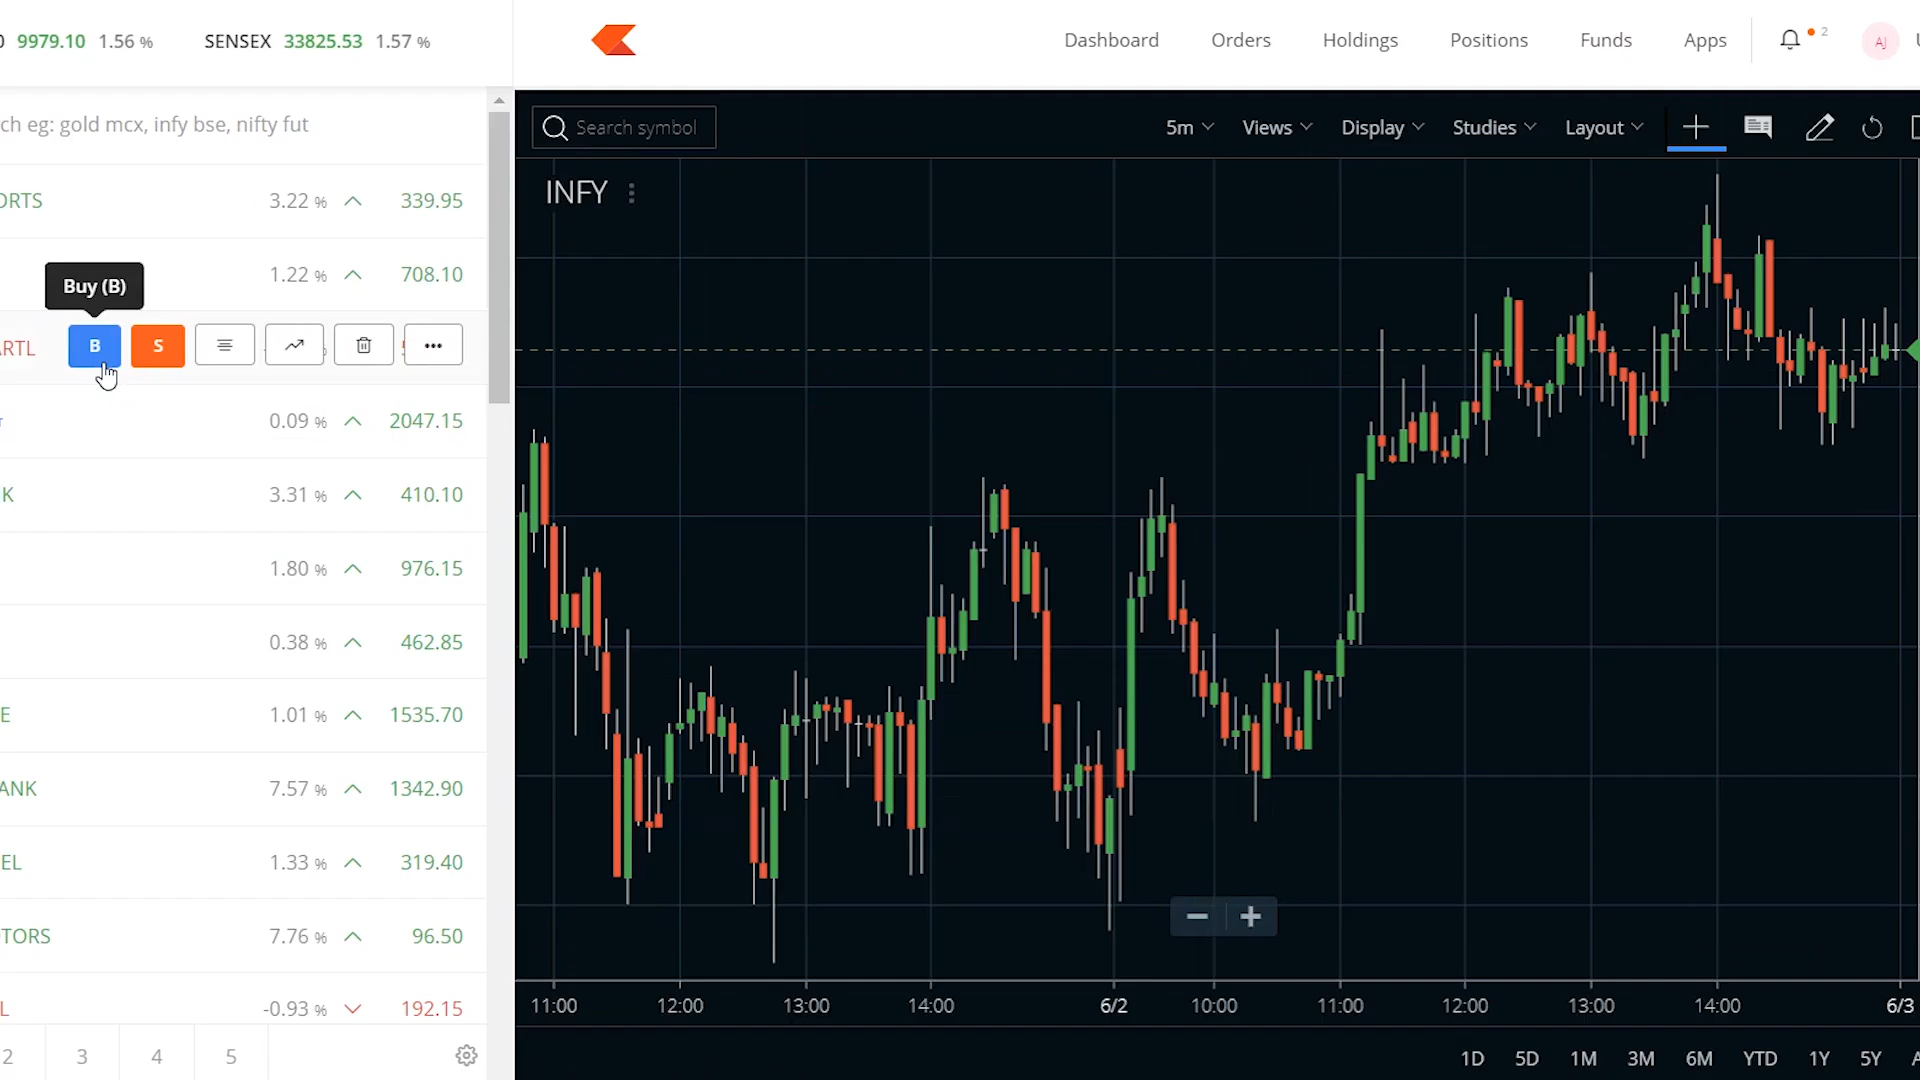 9979.10 1.56 % SENSEX 33825.53 1.57 %
Dashboard Orders Holdings Positions Funds Apps 2 AJ
ch eg: gold mcx, infy bse, nifty fut
Search symbol 5m Views Display Studies Layout
INFY
ORTS 3.22 % 339.95
1.22 % 708.10
Buy (B)
ARTL B S
0.09 % 2047.15
K 3.31 % 410.10
1.80 % 976.15
0.38 % 462.85
E 1.01 % 1535.70
ANK 7.57 % 1342.90
EL 1.33 % 319.40
TORS 7.76 % 96.50
L -0.93 % 192.15
11:00 12:00 13:00 14:00 6/2 10:00 11:00 12:00 13:00 14:00 6/3
2 3 4 5
1D 5D 1M 3M 6M YTD 1Y 5Y